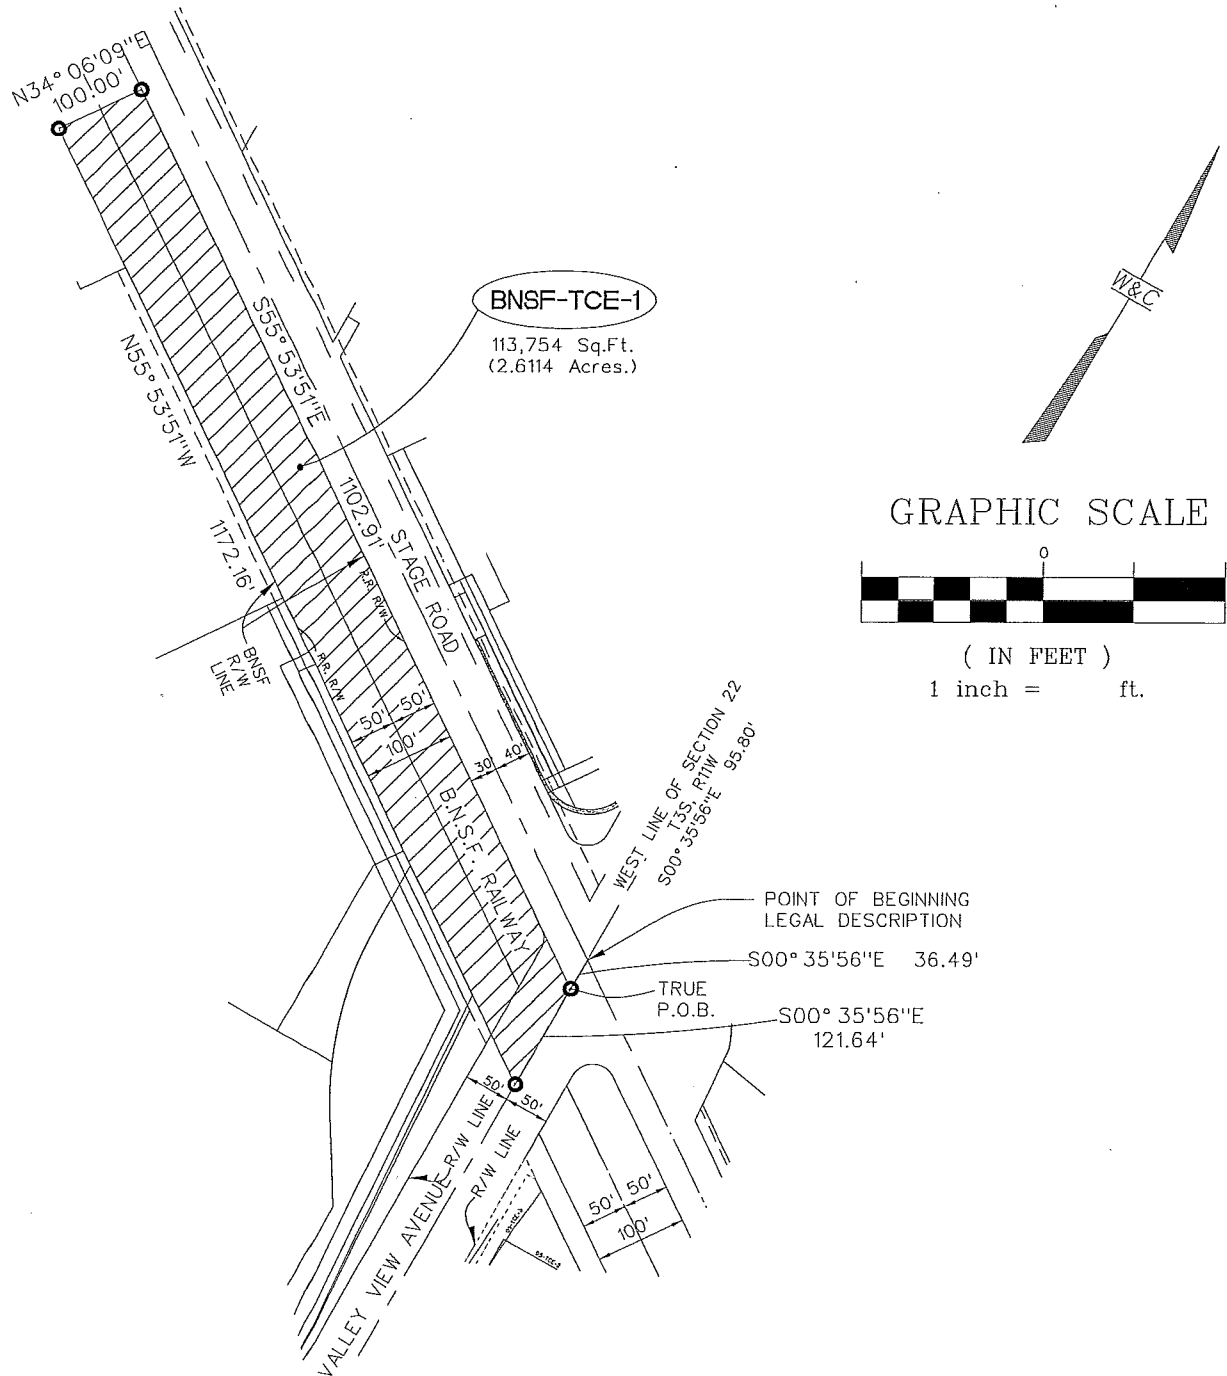 N34° 06'09"E
100.00'
BNSF-TCE-1
113,754 Sq.Ft.
(2.6114 Acres.)
S55° 53'51"E
1102.91'
N55° 53'51"W
1172.16'
W&C
GRAPHIC SCALE
0
( IN FEET )
1 inch = ft.
STAGE ROAD
R.R. R/W
R.R. R/W
BNSF
R/W
LINE
50'
50'
100'
30'
40'
B.N.S.F. RAILWAY
WEST LINE OF SECTION 22
T3S, R11W
S00° 35'56"E 95.80'
POINT OF BEGINNING
LEGAL DESCRIPTION
S00° 35'56"E 36.49'
TRUE
P.O.B.
S00° 35'56"E
121.64'
50'
50'
R/W LINE
R/W LINE
VALLEY VIEW AVENUE
50'
50'
100'